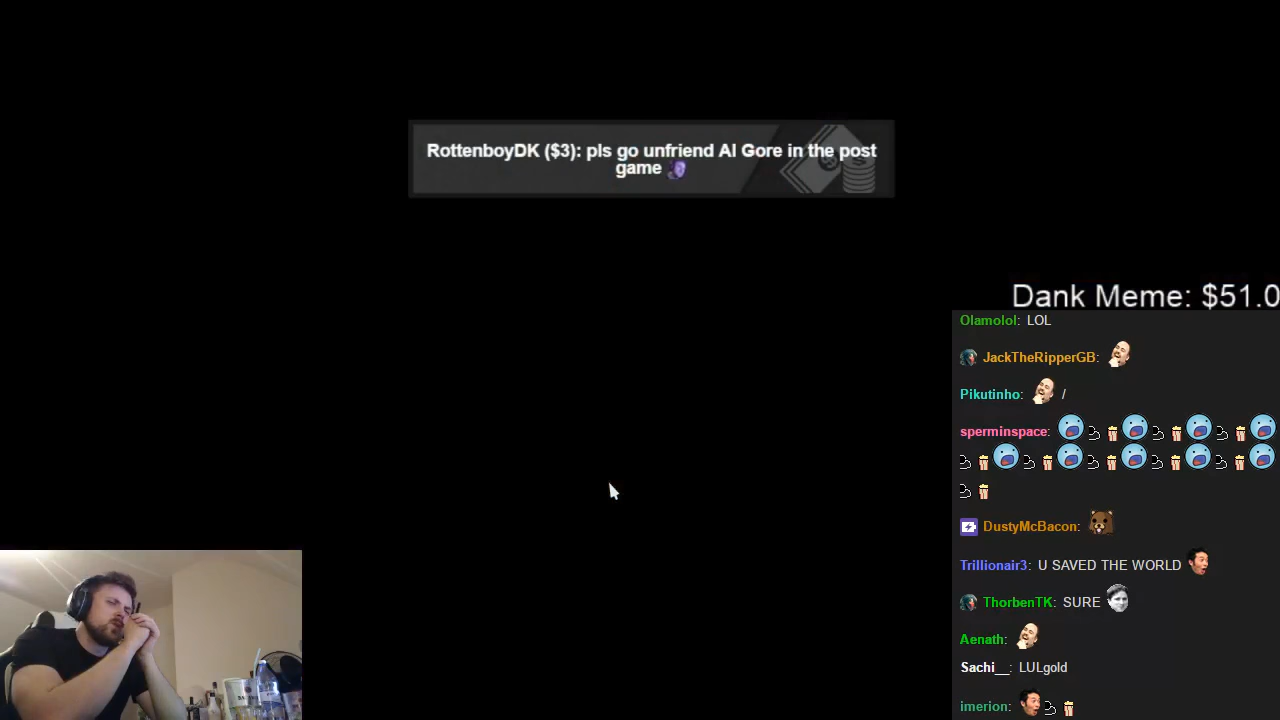 RottenboyDK ($3): pls go unfriend Al Gore in the post
game
Dank Meme: $51.0
Olamolol: LOL
JackTheRipperGB:
Pikutinho: /
sperminspace:
DustyMcBacon:
Trillionair3: U SAVED THE WORLD
ThorbenTK: SURE
Aenath:
Sachi__: LULgold
imerion: